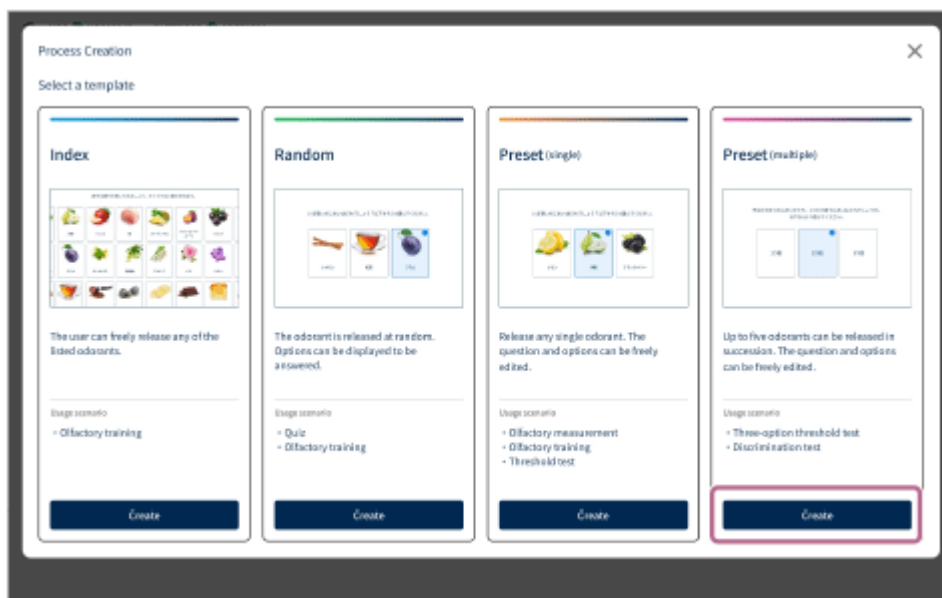 Process Creation
Select a template
Index
The user can freely release any of the
listed odorants.
Usage scenario
・Olfactory training
Create
Random
The odorant is released at random.
Options can be displayed to be
answered.
Usage scenario
・Quiz
・Olfactory training
Create
Preset (single)
Release any single odorant. The
question and options can be freely
edited.
Usage scenario
・Olfactory measurement
・Olfactory training
・Threshold test
Create
Preset (multiple)
Up to five odorants can be released in
succession. The question and options
can be freely edited.
Usage scenario
・Three-option threshold test
・Discrimination test
Create